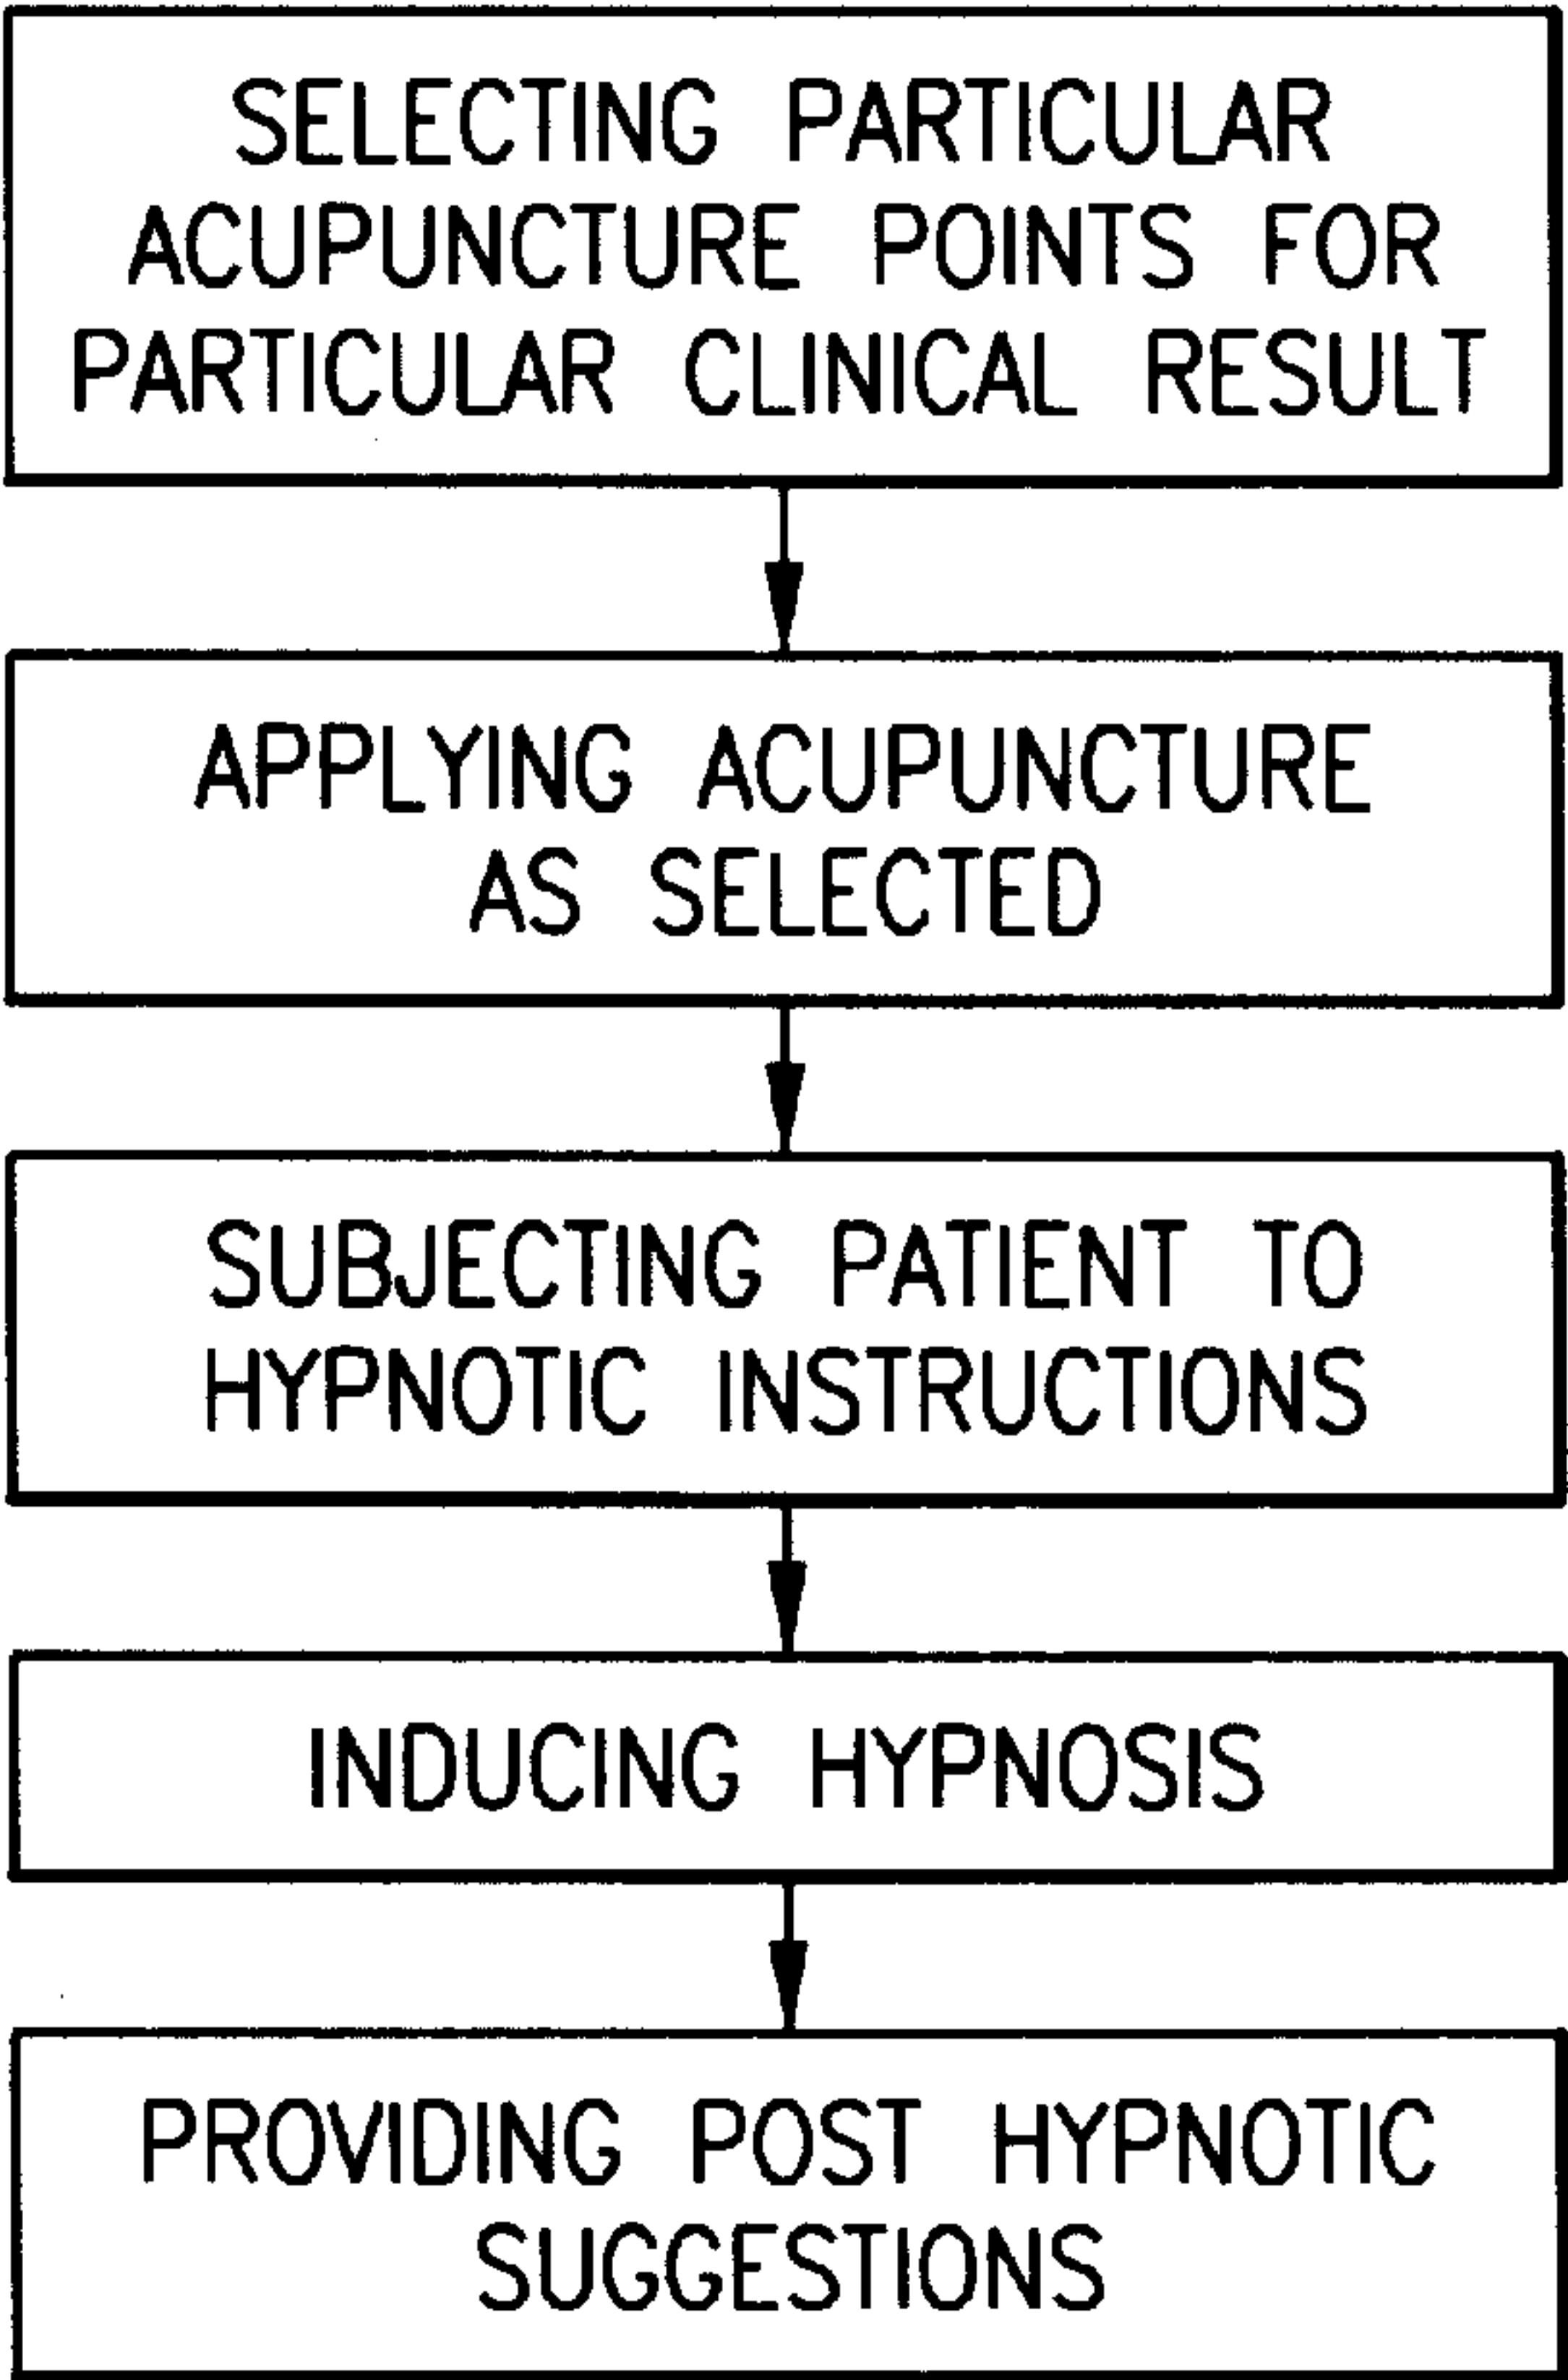 SELECTING PARTICULAR
ACUPUNCTURE POINTS FOR
PARTICULAR CLINICAL RESULT
APPLYING ACUPUNCTURE
AS SELECTED
SUBJECTING PATIENT TO
HYPNOTIC INSTRUCTIONS
INDUCING HYPNOSIS
PROVIDING POST HYPNOTIC
SUGGESTIONS